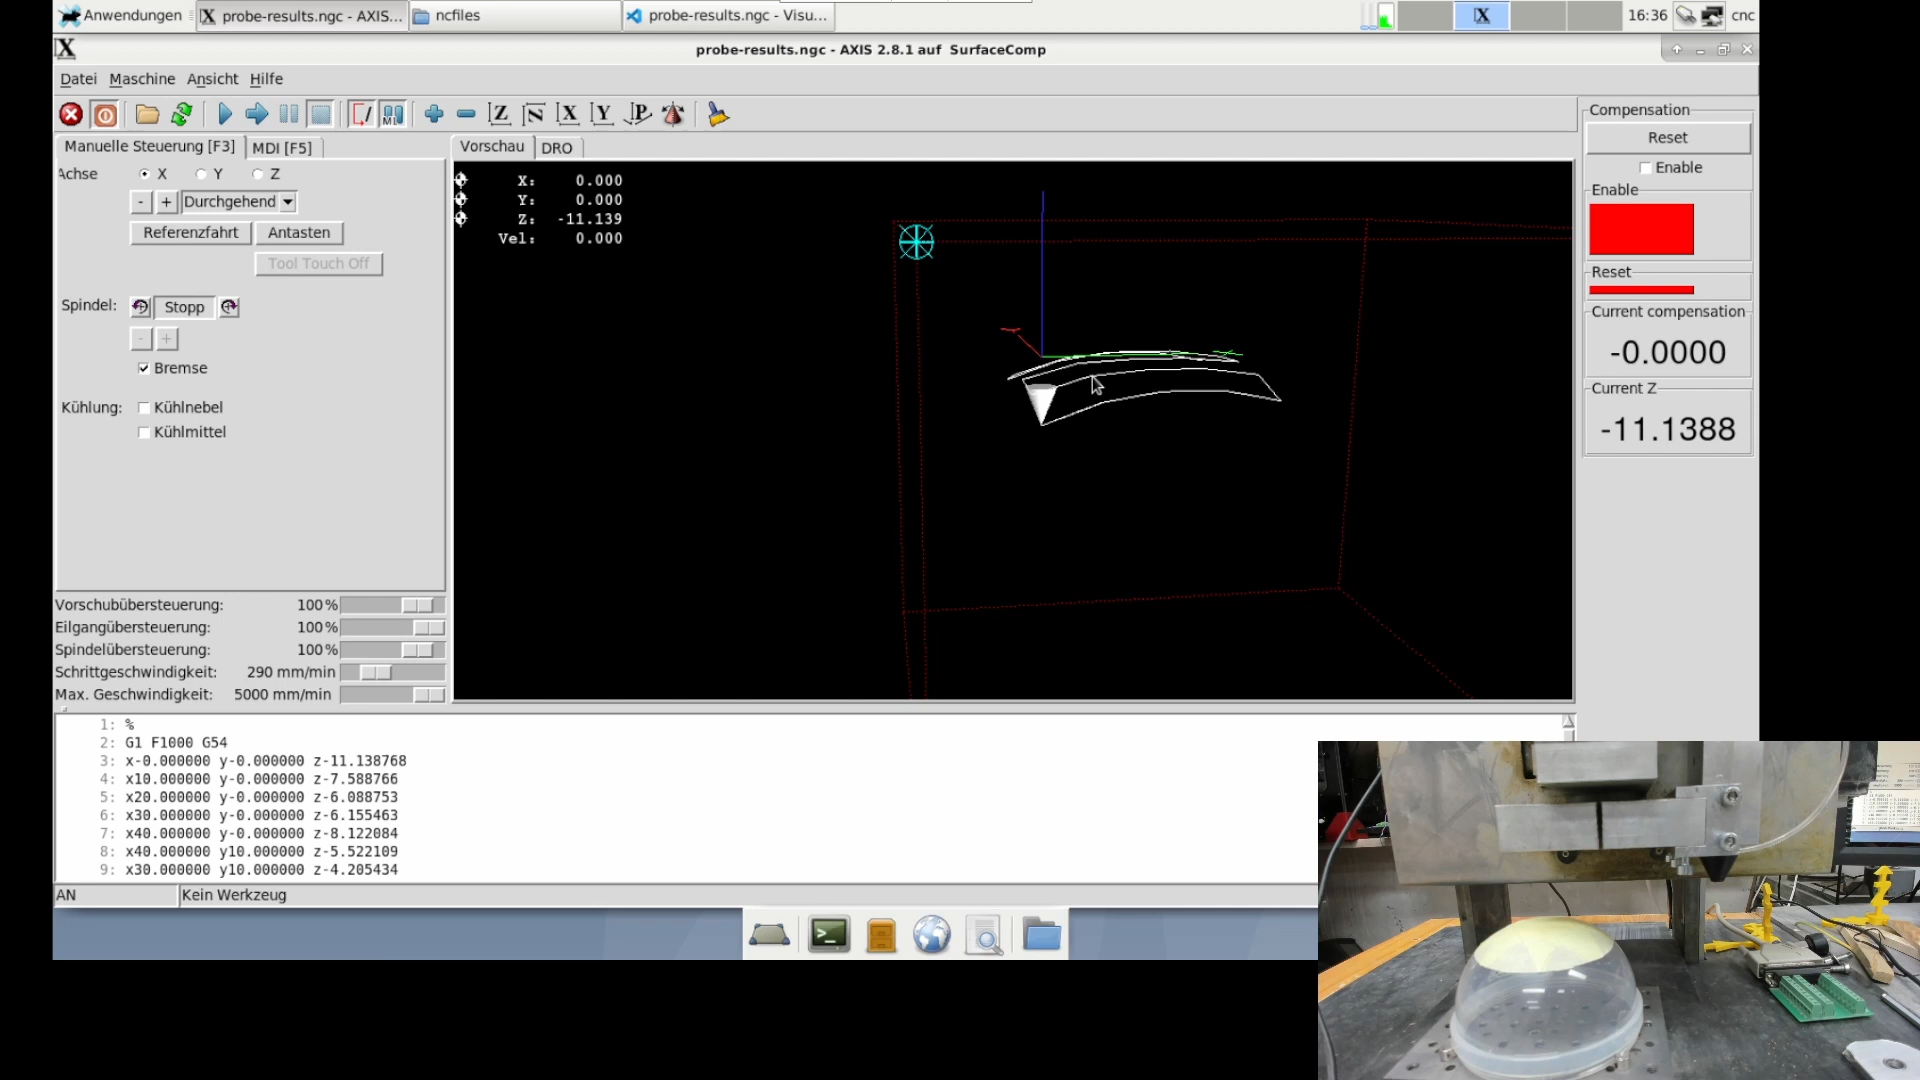 Anwendungen
probe-results.ngc - AXIS...
ncfiles
probe-results.ngc - Visu...
16:36
cnc
probe-results.ngc - AXIS 2.8.1 auf SurfaceComp
Datei Maschine Ansicht Hilfe
Manuelle Steuerung [F3]
MDI [F5]
Achse X Y Z
- + Durchgehend
Referenzfahrt Antasten
Tool Touch Off
Spindel: Stopp
- +
Bremse
Kühlung: Kühlnebel
Kühlmittel
Vorschubübersteuerung: 100 %
Eilgangübersteuerung: 100 %
Spindelübersteuerung: 100 %
Schrittgeschwindigkeit: 290 mm/min
Max. Geschwindigkeit: 5000 mm/min
Vorschau DRO
X: 0.000
Y: 0.000
Z: -11.139
Vel: 0.000
Compensation
Reset
Enable
Enable
Reset
Current compensation
-0.0000
Current Z
-11.1388
1: %
2: G1 F1000 G54
3: x-0.000000 y-0.000000 z-11.138768
4: x10.000000 y-0.000000 z-7.588766
5: x20.000000 y-0.000000 z-6.088753
6: x30.000000 y-0.000000 z-6.155463
7: x40.000000 y-0.000000 z-8.122084
8: x40.000000 y10.000000 z-5.522109
9: x30.000000 y10.000000 z-4.205434
AN
Kein Werkzeug